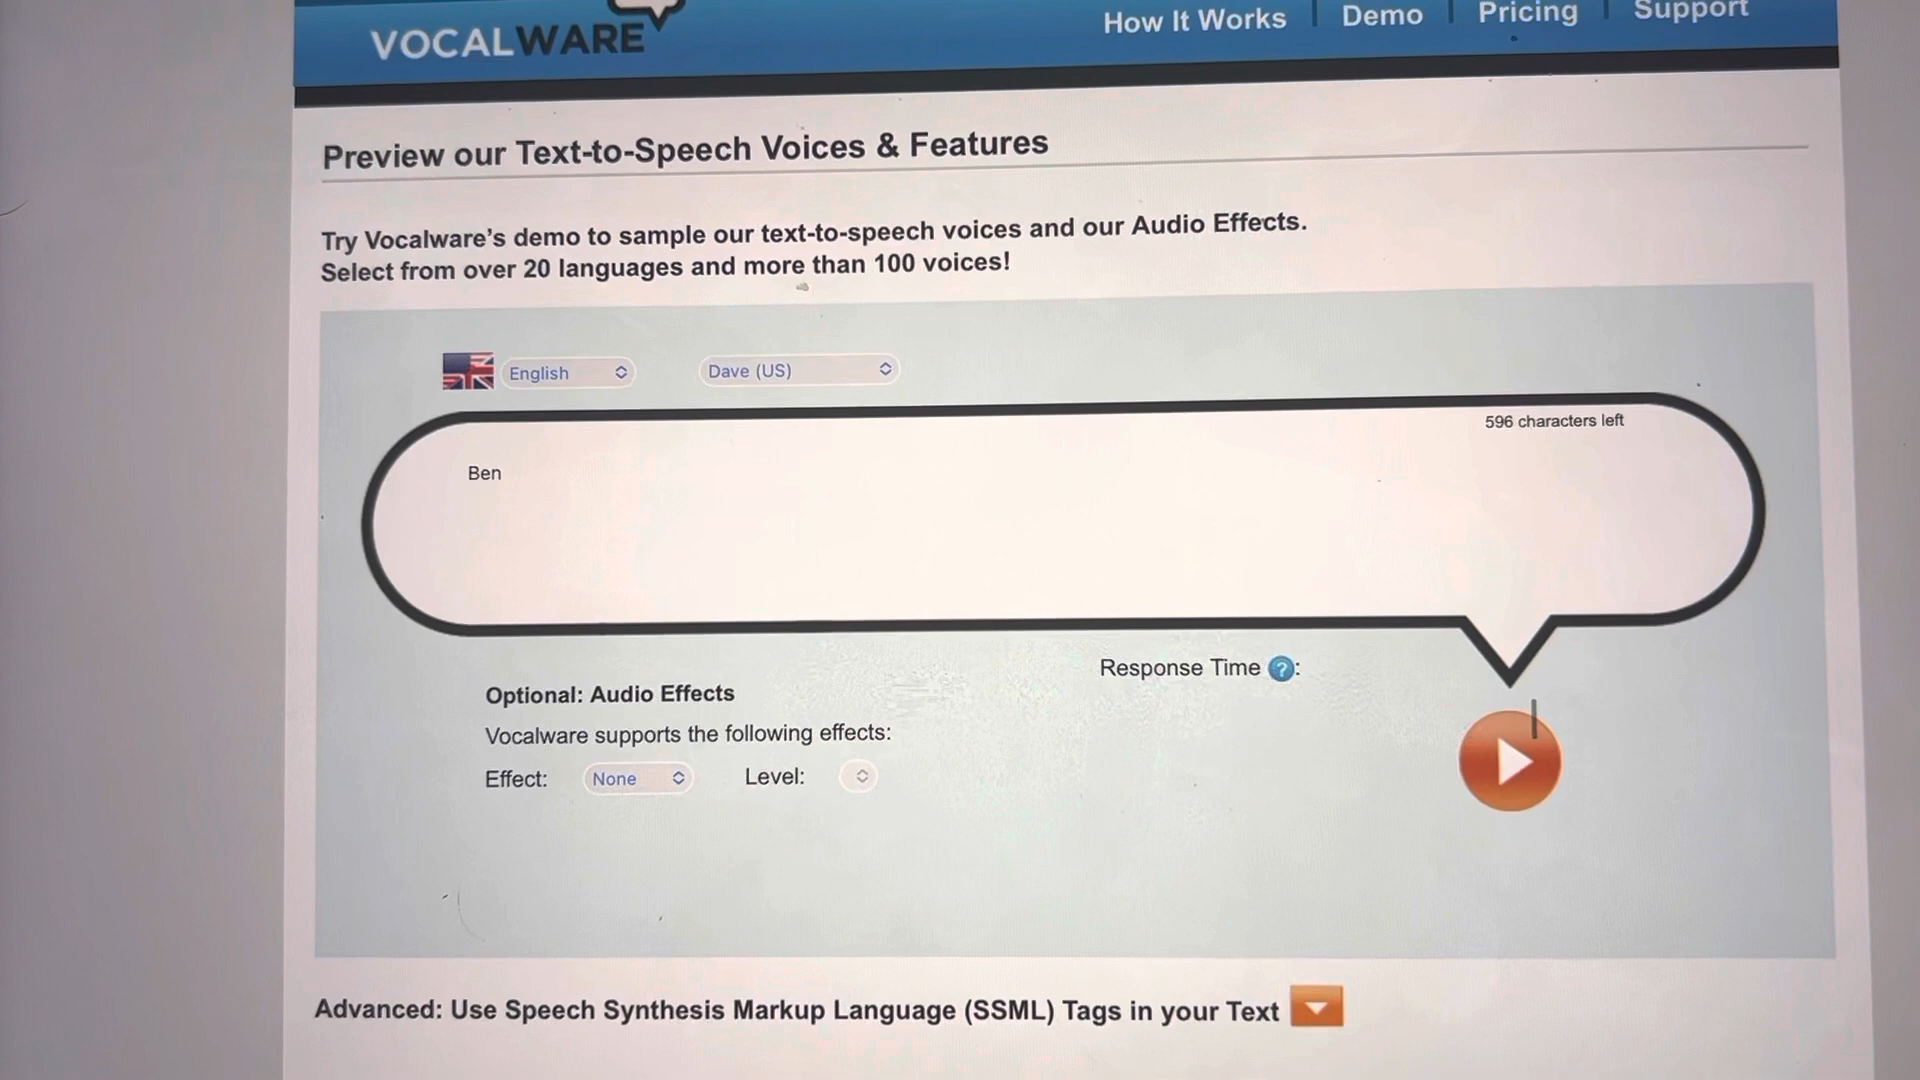 VOCALWARE
How It Works
Demo
Pricing
Support
Preview our Text-to-Speech Voices & Features
Try Vocalware's demo to sample our text-to-speech voices and our Audio Effects.
Select from over 20 languages and more than 100 voices!
English
Dave (US)
596 characters left
Ben
Response Time ?:
Optional: Audio Effects
Vocalware supports the following effects:
Effect: None Level:
Advanced: Use Speech Synthesis Markup Language (SSML) Tags in your Text